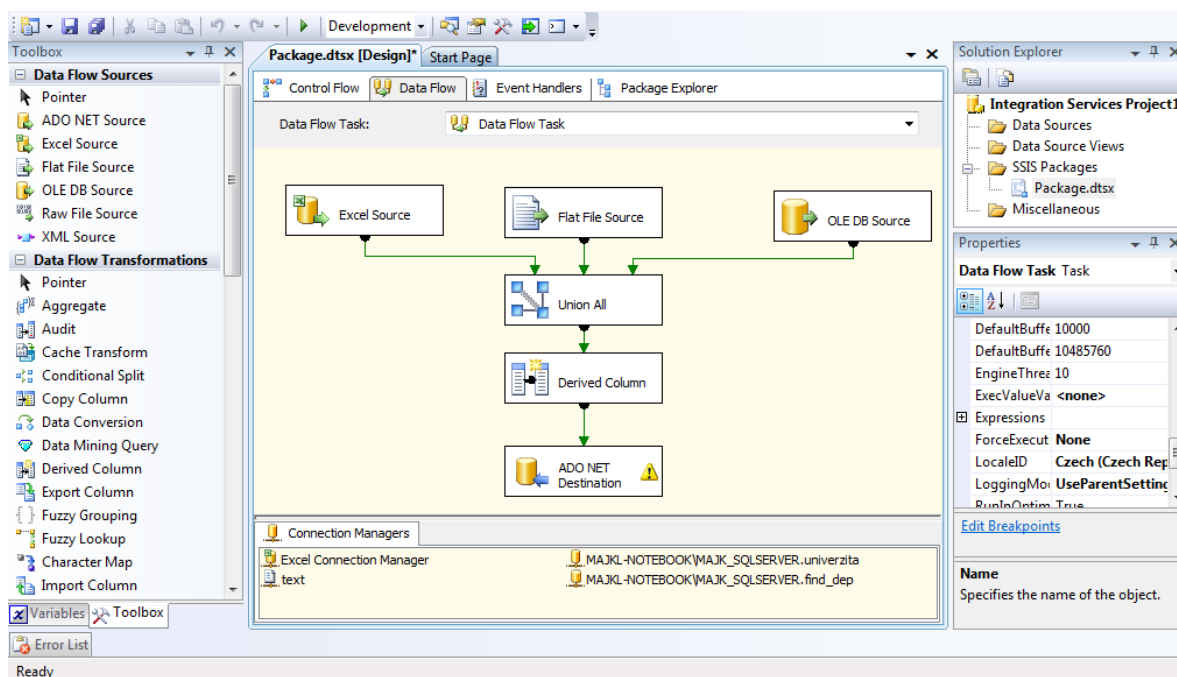 Development
Toolbox
Data Flow Sources
Pointer
ADO NET Source
Excel Source
Flat File Source
OLE DB Source
Raw File Source
XML Source
Data Flow Transformations
Pointer
Aggregate
Audit
Cache Transform
Conditional Split
Copy Column
Data Conversion
Data Mining Query
Derived Column
Export Column
Fuzzy Grouping
Fuzzy Lookup
Character Map
Import Column
Variables Toolbox
Error List
Ready
Package.dtsx [Design]* Start Page
Control Flow Data Flow Event Handlers Package Explorer
Data Flow Task: Data Flow Task
Excel Source
Flat File Source
OLE DB Source
Union All
Derived Column
ADO NET
Destination
Connection Managers
Excel Connection Manager MAJKL-NOTEBOOK\MAJK_SQLSERVER.univerzita
text MAJKL-NOTEBOOK\MAJK_SQLSERVER.find_dep
Solution Explorer
Integration Services Project1
Data Sources
Data Source Views
SSIS Packages
Package.dtsx
Miscellaneous
Properties
Data Flow Task Task
DefaultBuffe 10000
DefaultBuffe 10485760
EngineThrea 10
ExecValueVa <none>
Expressions
ForceExecut None
LocaleID Czech (Czech Rep
LoggingMo UseParentSetting
RunInOptim True
Edit Breakpoints
Name
Specifies the name of the object.